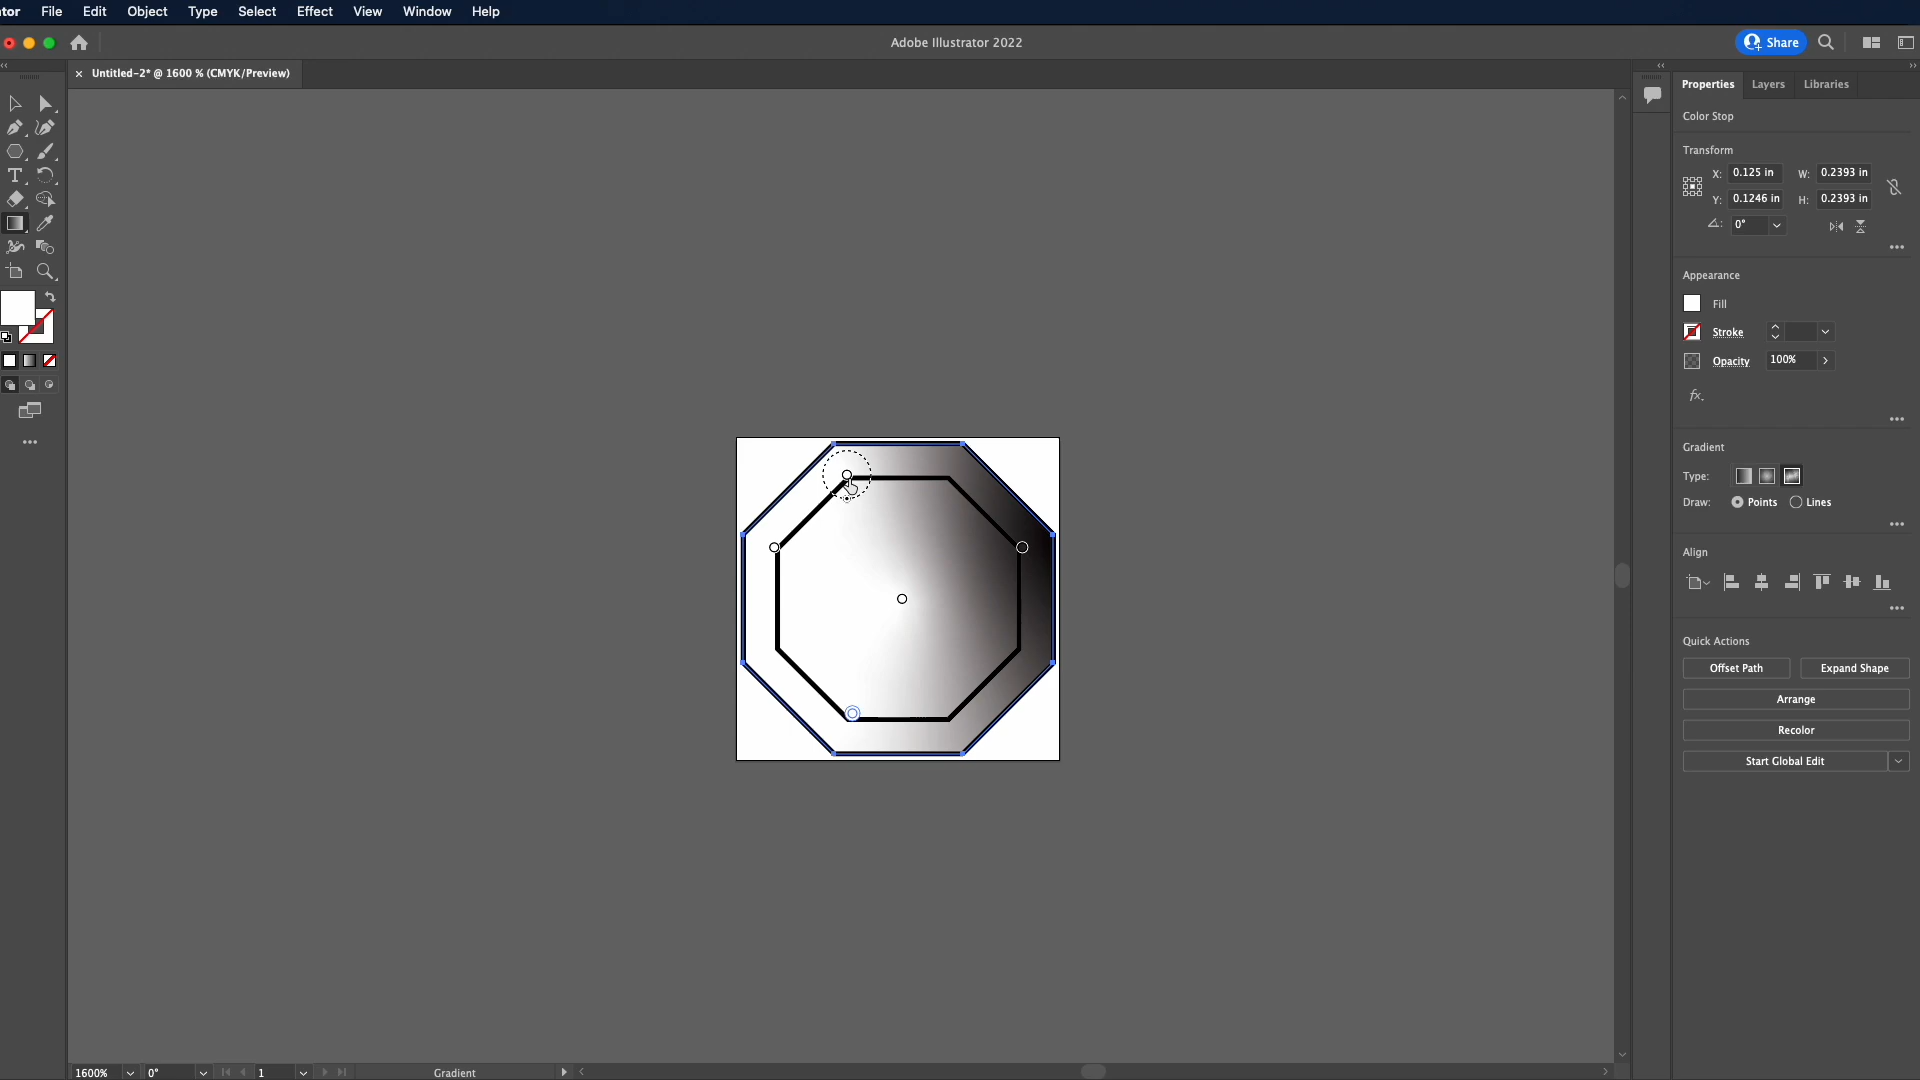 tor File Edit Object Type Select Effect View Window Help
Adobe Illustrator 2022
Share
× Untitled-2* @ 1600 % (CMYK/Preview)
Properties Layers Libraries
Color Stop
Transform
X: 0.125 in W: 0.2393 in
Y: 0.1246 in H: 0.2393 in
0°
Appearance
Fill
Stroke
Opacity 100%
fx
Gradient
Type:
Draw: Points Lines
Align
Quick Actions
Offset Path Expand Shape
Arrange
Recolor
Start Global Edit
1600% 0° 1 Gradient